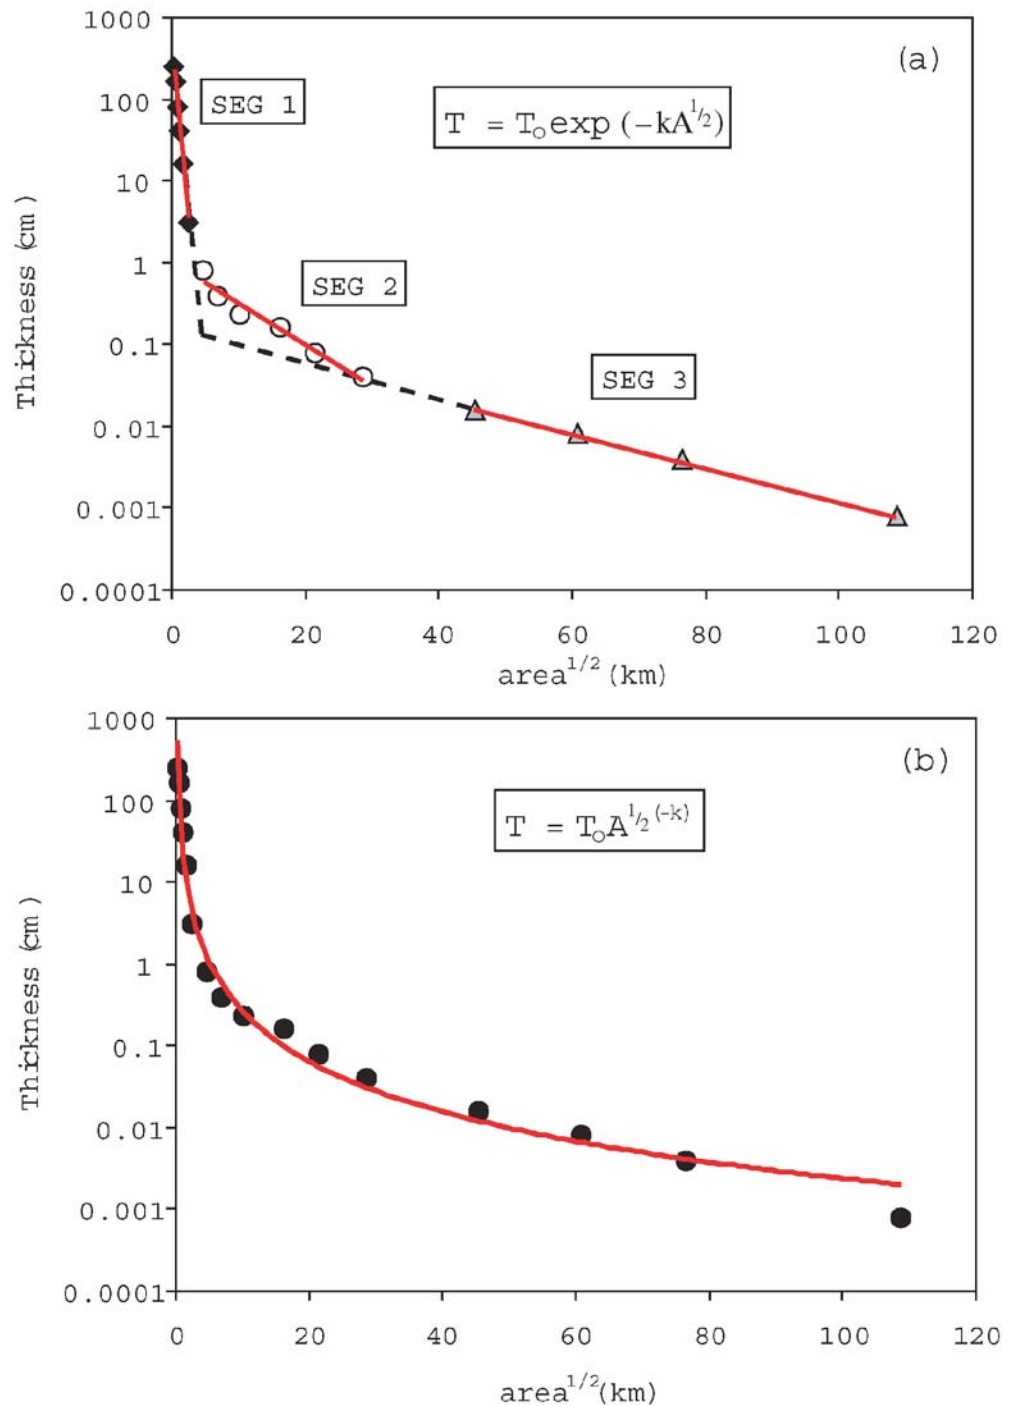 1000
(a)
SEG 1
T = Toexp (−kA1/2)
100
10
1
SEG 2
0.1
SEG 3
0.01
0.001
0.0001
Thickness (cm)
0 20 40 60 80 100 120
area1/2 (km)
1000
(b)
100
T = ToA1/2 (-k)
10
1
0.1
0.01
0.001
0.0001
Thickness (cm)
0 20 40 60 80 100 120
area1/2 (km)